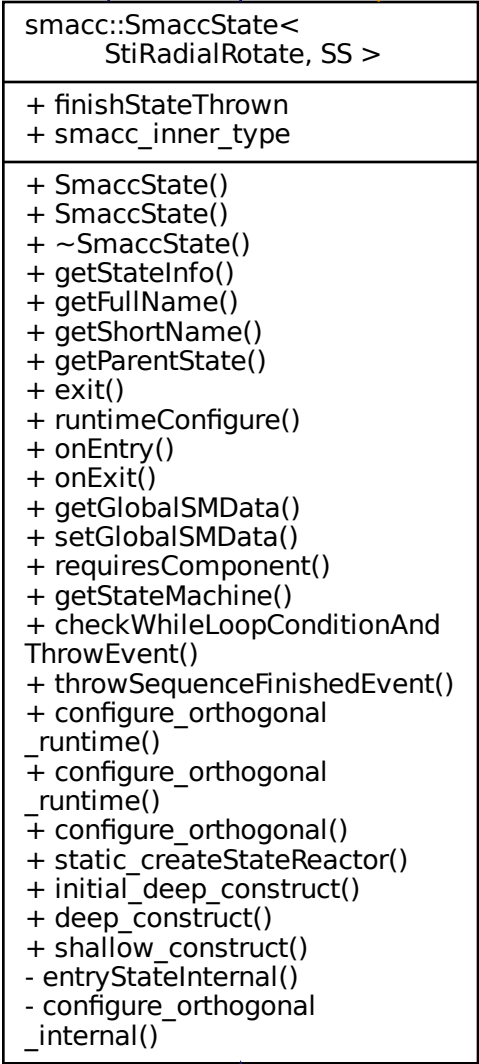 smacc::SmaccState<
StiRadialRotate, SS >
+ finishStateThrown
+ smacc_inner_type
+ SmaccState()
+ SmaccState()
+ ~SmaccState()
+ getStateInfo()
+ getFullName()
+ getShortName()
+ getParentState()
+ exit()
+ runtimeConfigure()
+ onEntry()
+ onExit()
+ getGlobalSMData()
+ setGlobalSMData()
+ requiresComponent()
+ getStateMachine()
+ checkWhileLoopConditionAnd
ThrowEvent()
+ throwSequenceFinishedEvent()
+ configure_orthogonal
_runtime()
+ configure_orthogonal
_runtime()
+ configure_orthogonal()
+ static_createStateReactor()
+ initial_deep_construct()
+ deep_construct()
+ shallow_construct()
- entryStateInternal()
- configure_orthogonal
_internal()